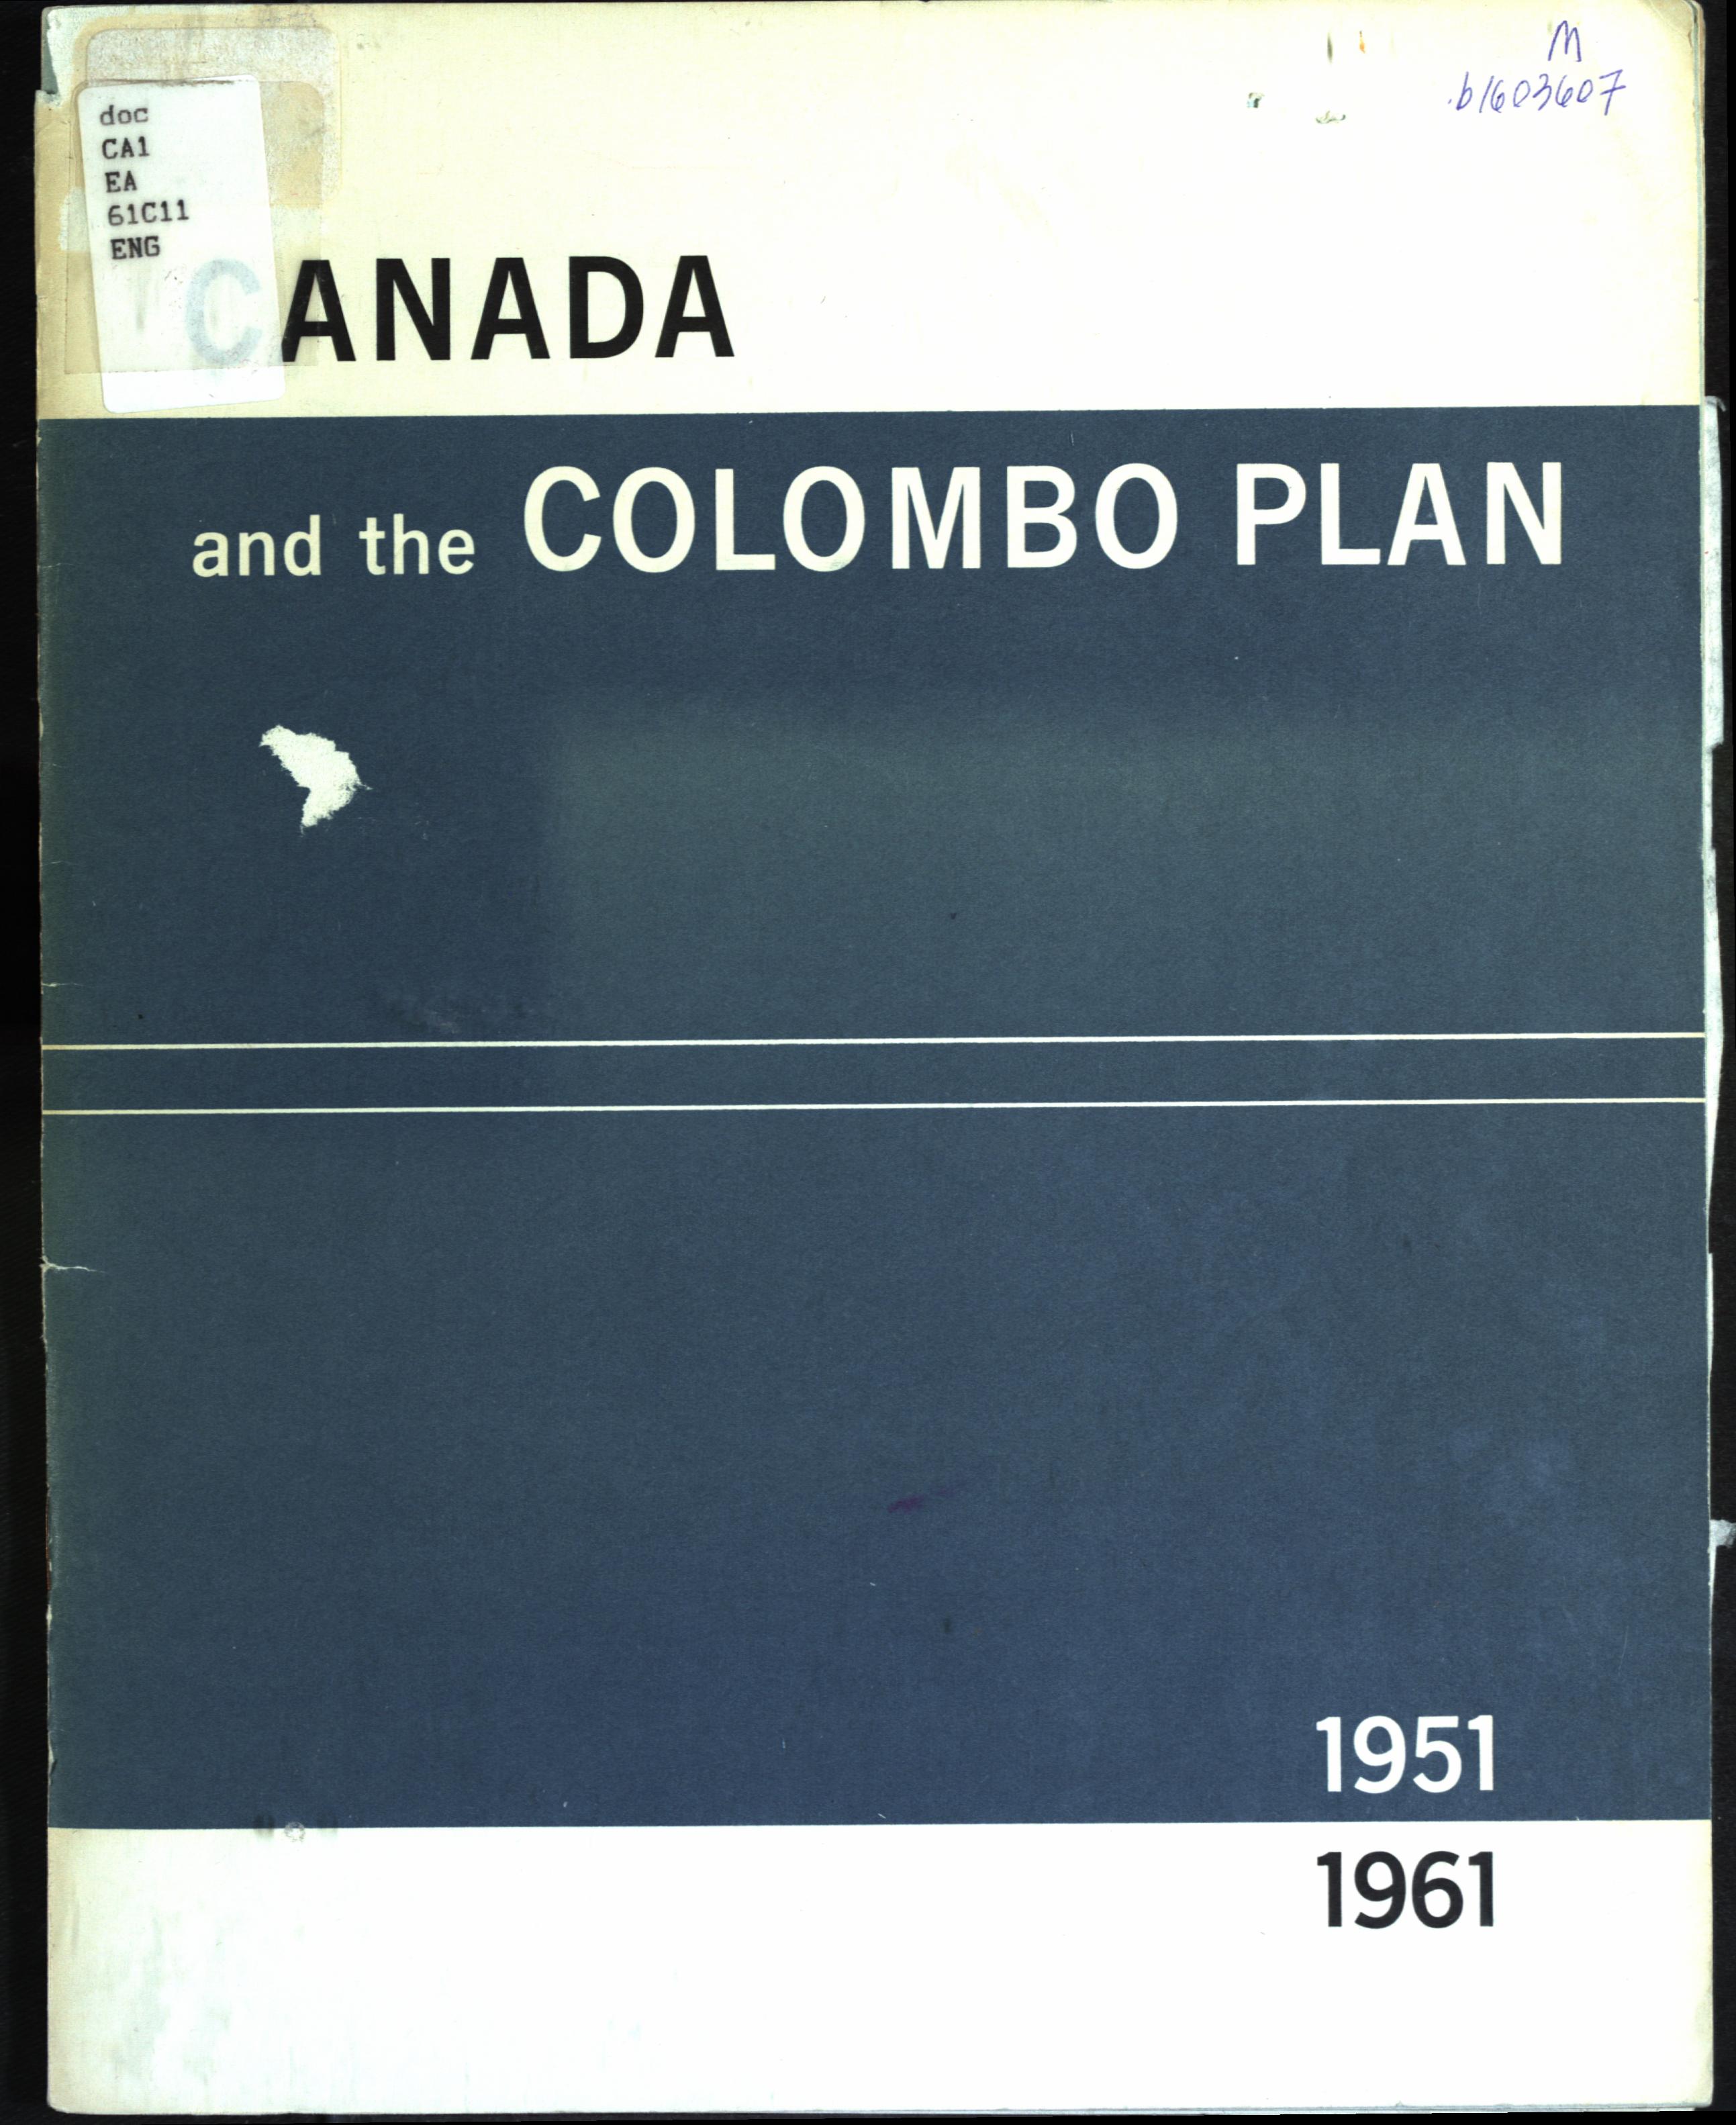 doc
CA1
EA
61C11
ENG
M
.b1603607
CANADA
and the COLOMBO PLAN
1951
1961